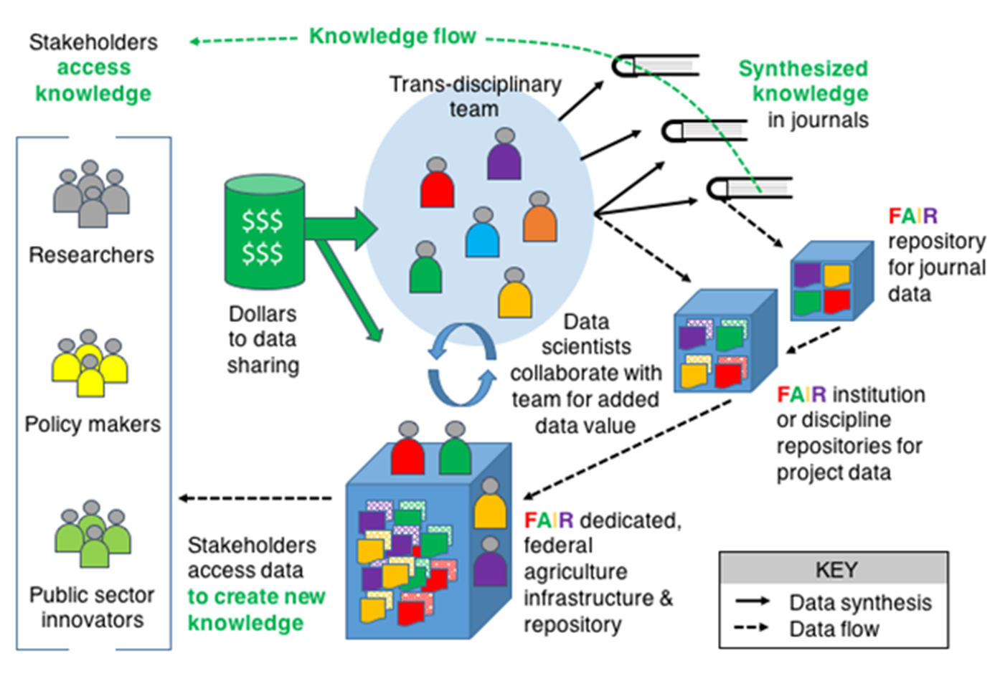 Stakeholders
access
knowledge
Knowledge flow
Trans-disciplinary
team
Synthesized
knowledge
in journals
Researchers
Policy makers
Public sector
innovators
$$$
$$$
Dollars
to data
sharing
Data
scientists
collaborate with
team for added
data value
FAIR
repository
for journal
data
FAIR institution
or discipline
repositories for
project data
FAIR dedicated,
federal
agriculture
infrastructure &
repository
Stakeholders
access data
to create new
knowledge
KEY
Data synthesis
Data flow